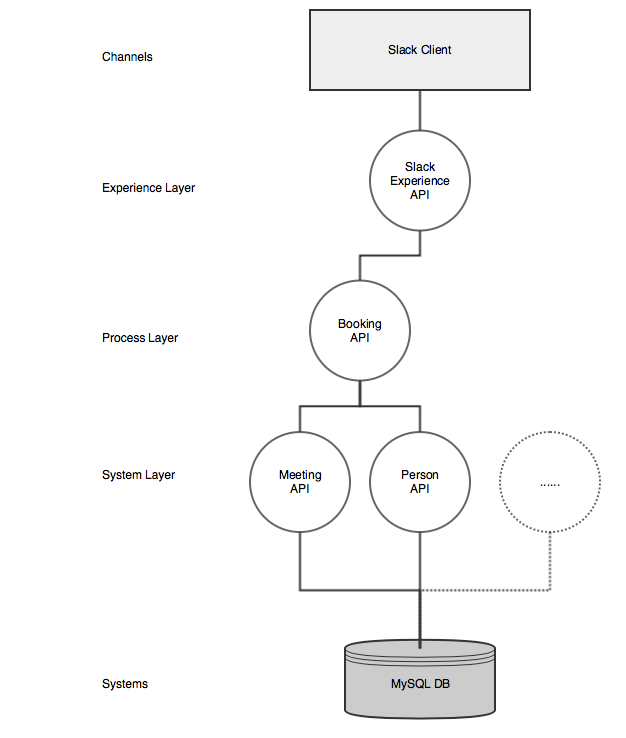 Channels
Slack Client
Experience Layer
Slack
Experience
API
Process Layer
Booking
API
System Layer
Meeting
API
Person
API
......
Systems
MySQL DB